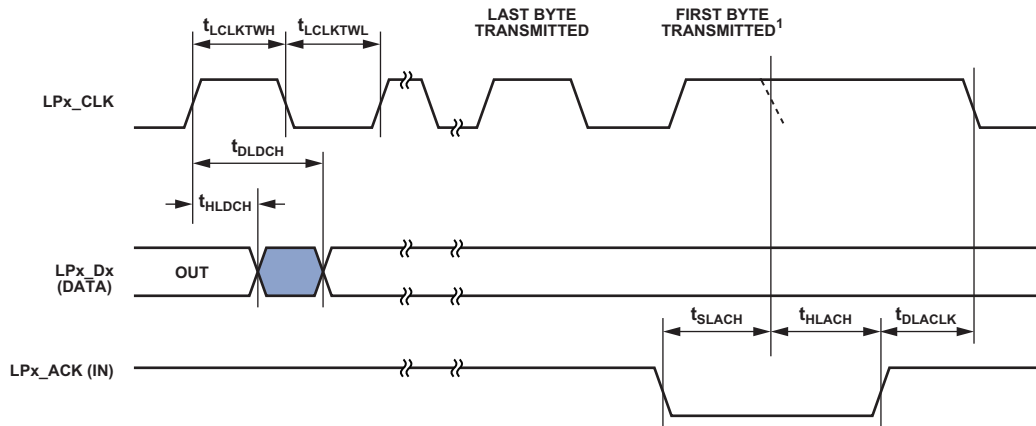 LAST BYTE
TRANSMITTED
FIRST BYTE
TRANSMITTED¹
tLCLKTWH
tLCLKTWL
LPx_CLK
tDLDCH
tHLDCH
LPx_Dx
(DATA)
OUT
tSLACH
tHLACH
tDLACLK
LPx_ACK (IN)